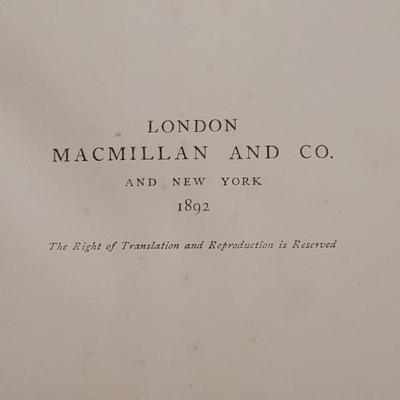 LONDON
MACMILLAN AND CO.
AND NEW YORK
1892
The Right of Translation and Reproduction is Reserved